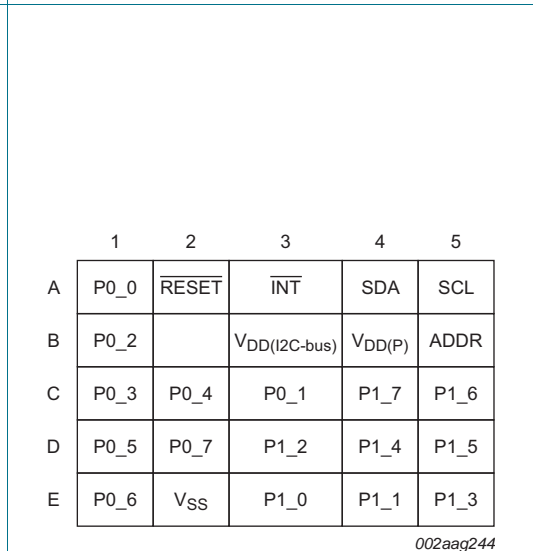 1 2 3 4 5
A P0_0 RESET INT SDA SCL
B P0_2 VDD(I2C-bus) VDD(P) ADDR
C P0_3 P0_4 P0_1 P1_7 P1_6
D P0_5 P0_7 P1_2 P1_4 P1_5
E P0_6 VSS P1_0 P1_1 P1_3
002aag244